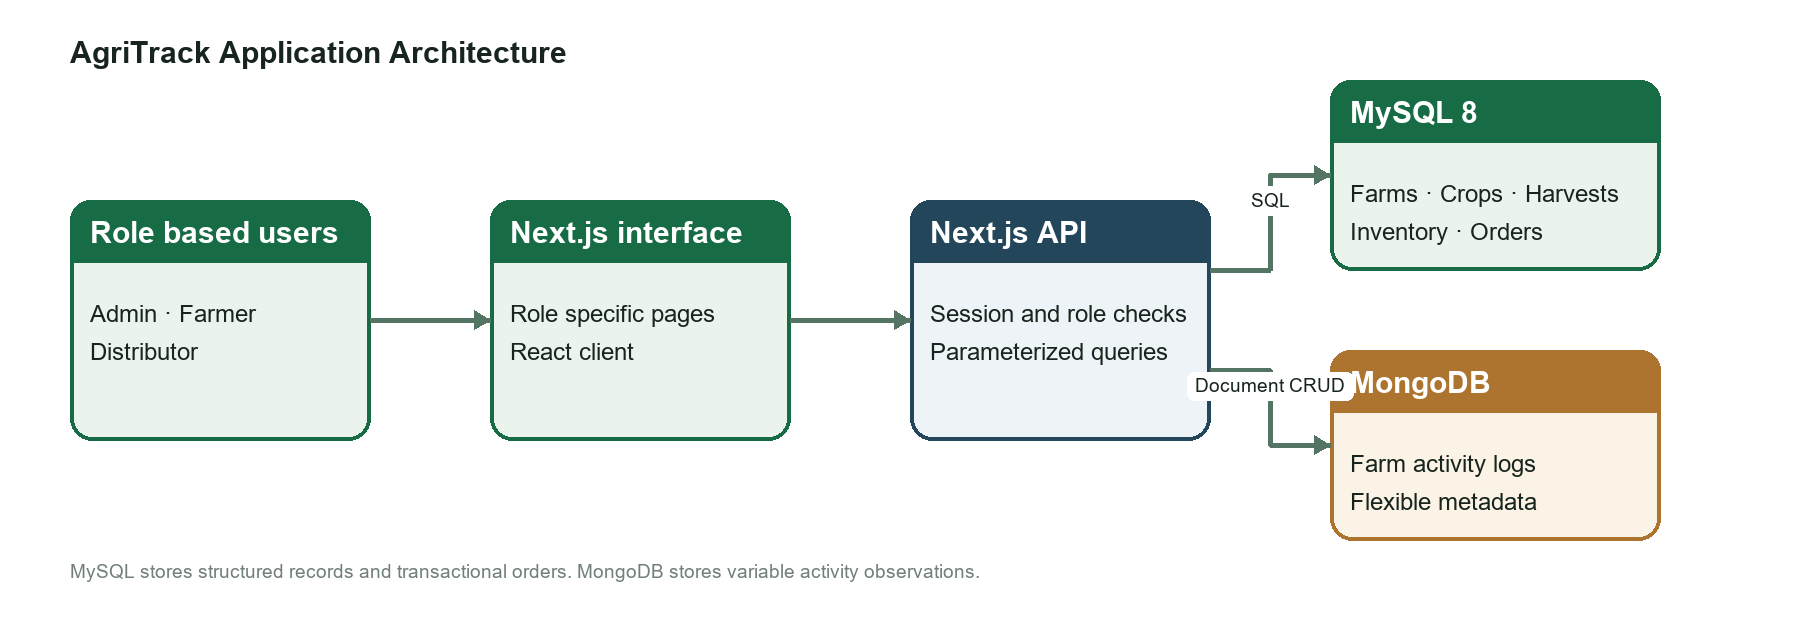 AgriTrack Application Architecture
Role based users
Admin · Farmer
Distributor
Next.js interface
Role specific pages
React client
Next.js API
Session and role checks
Parameterized queries
SQL
MySQL 8
Farms · Crops · Harvests
Inventory · Orders
Document CRUD
MongoDB
Farm activity logs
Flexible metadata
MySQL stores structured records and transactional orders. MongoDB stores variable activity observations.